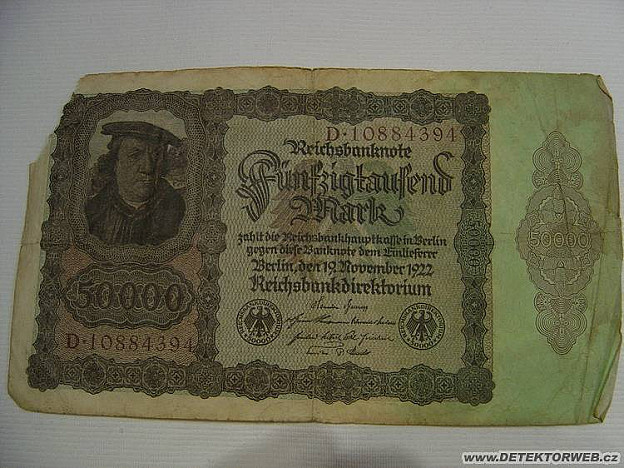 D·10884394
Reichsbanknote
Fünfzigtausend
Mark
zahlt die Reichsbankhauptkasse in Berlin
gegen diese Banknote dem Einlieferer
Berlin, den 19. November 1922
Reichsbankdirektorium
50000
D·10884394
50000
www.DETEKTORWEB.cz